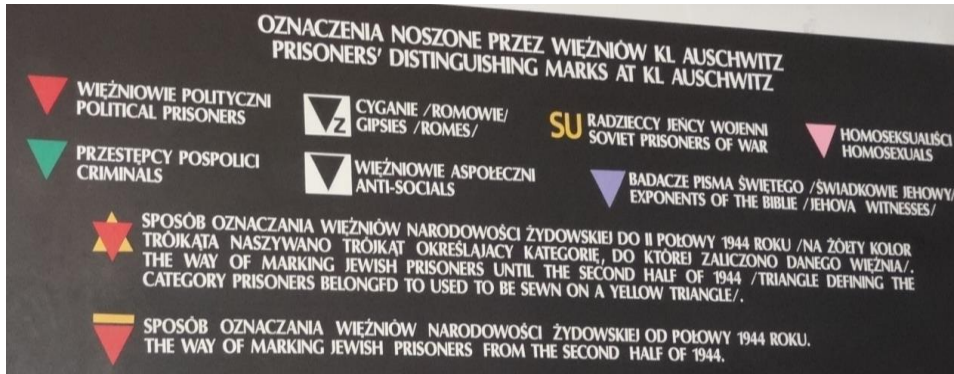 OZNACZENIA NOSZONE PRZEZ WIĘŹNIÓW KL AUSCHWITZ
PRISONERS' DISTINGUISHING MARKS AT KL AUSCHWITZ
WIĘŹNIOWIE POLITYCZNI
POLITICAL PRISONERS
PRZESTĘPCY POSPOLICI
CRIMINALS
Z
CYGANIE /ROMOWIE/
GIPSIES /ROMES/
WIĘŹNIOWIE ASPOŁECZNI
ANTI-SOCIALS
SU
RADZIECCY JEŃCY WOJENNI
SOVIET PRISONERS OF WAR
HOMOSEKSUALIŚCI
HOMOSEXUALS
BADACZE PISMA ŚWIĘTEGO /ŚWIADKOWIE JEHOWY/
EXPONENTS OF THE BIBLIE /JEHOVA WITNESSES/
SPOSÓB OZNACZANIA WIĘŹNIÓW NARODOWOŚCI ŻYDOWSKIEJ DO II POŁOWY 1944 ROKU /NA ŻÓŁTY KOLOR
TRÓJKĄTA NASZYWANO TRÓJKĄT OKREŚLAJACY KATEGORIĘ, DO KTÓREJ ZALICZONO DANEGO WIĘŹNIA/.
THE WAY OF MARKING JEWISH PRISONERS UNTIL THE SECOND HALF OF 1944 /TRIANGLE DEFINING THE
CATEGORY PRISONERS BELONGFD TO USED TO BE SEWN ON A YELLOW TRIANGLE/.
SPOSÓB OZNACZANIA WIĘŹNIÓW NARODOWOŚCI ŻYDOWSKIEJ OD POŁOWY 1944 ROKU.
THE WAY OF MARKING JEWISH PRISONERS FROM THE SECOND HALF OF 1944.